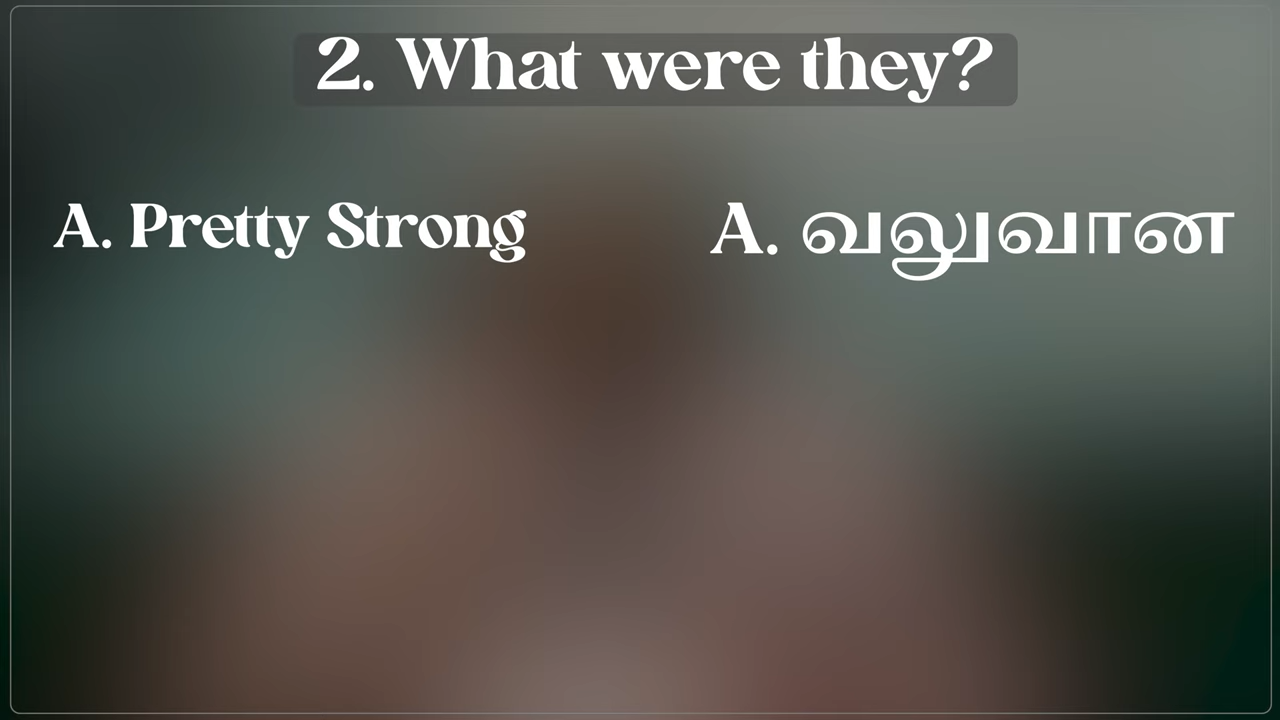 2. What were they?
A. Pretty Strong
A. வலுவான